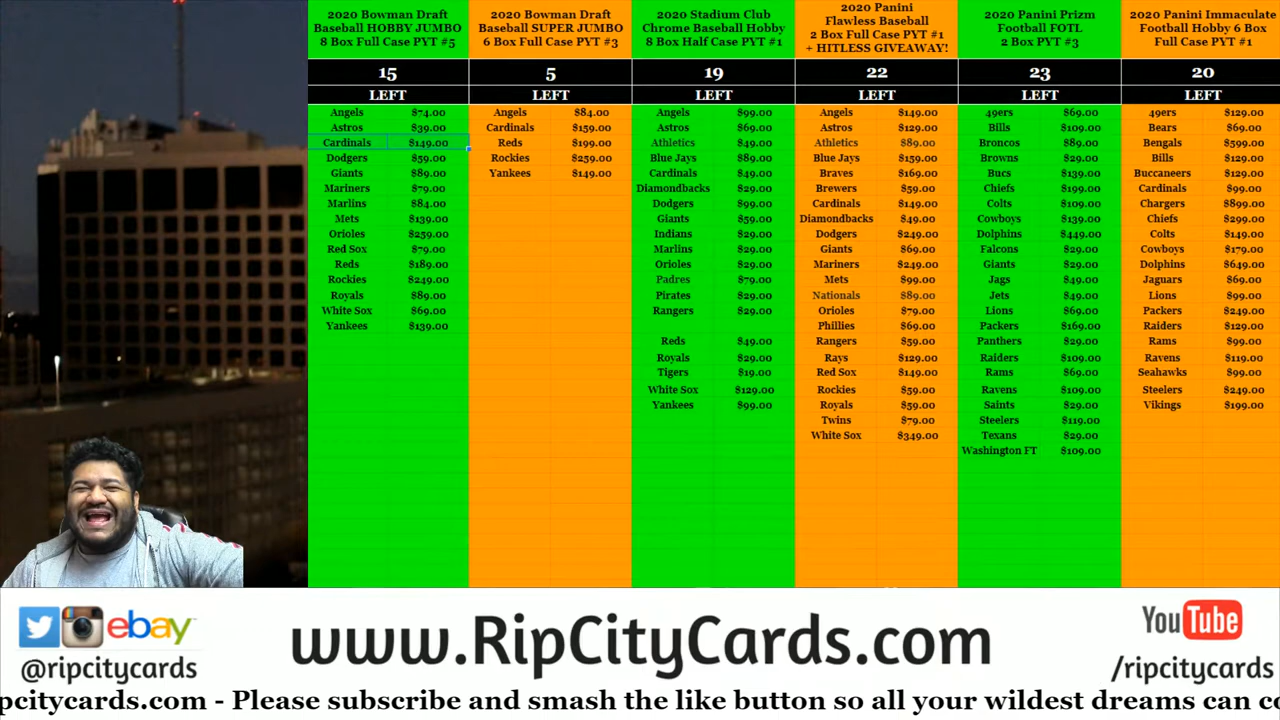 2020 Bowman Draft
Baseball HOBBY JUMBO
8 Box Full Case PYT #5
15
LEFT
Angels $74.00
Astros $39.00
Cardinals $149.00
Dodgers $59.00
Giants $89.00
Mariners $79.00
Marlins $84.00
Mets $139.00
Orioles $259.00
Red Sox $79.00
Reds $189.00
Rockies $249.00
Royals $89.00
White Sox $69.00
Yankees $139.00
2020 Bowman Draft
Baseball SUPER JUMBO
6 Box Full Case PYT #3
5
LEFT
Angels $84.00
Cardinals $159.00
Reds $199.00
Rockies $259.00
Yankees $149.00
2020 Stadium Club
Chrome Baseball Hobby
8 Box Half Case PYT #1
19
LEFT
Angels $99.00
Astros $69.00
Athletics $49.00
Blue Jays $89.00
Cardinals $49.00
Diamondbacks $29.00
Dodgers $99.00
Giants $59.00
Indians $29.00
Marlins $29.00
Orioles $29.00
Padres $79.00
Pirates $29.00
Rangers $29.00
Reds $49.00
Royals $29.00
Tigers $19.00
White Sox $129.00
Yankees $99.00
2020 Panini
Flawless Baseball
2 Box Full Case PYT #1
+ HITLESS GIVEAWAY!
22
LEFT
Angels $149.00
Astros $129.00
Athletics $89.00
Blue Jays $159.00
Braves $169.00
Brewers $59.00
Cardinals $149.00
Diamondbacks $49.00
Dodgers $249.00
Giants $69.00
Mariners $249.00
Mets $99.00
Nationals $89.00
Orioles $79.00
Phillies $69.00
Rangers $59.00
Rays $129.00
Red Sox $149.00
Rockies $59.00
Royals $59.00
Twins $79.00
White Sox $349.00
2020 Panini Prizm
Football FOTL
2 Box PYT #3
23
LEFT
49ers $69.00
Bills $109.00
Broncos $89.00
Browns $29.00
Bucs $139.00
Chiefs $199.00
Colts $109.00
Cowboys $139.00
Dolphins $449.00
Falcons $29.00
Giants $29.00
Jags $49.00
Jets $49.00
Lions $69.00
Packers $169.00
Panthers $29.00
Raiders $109.00
Rams $69.00
Ravens $109.00
Saints $29.00
Steelers $119.00
Texans $29.00
Washington FT $109.00
2020 Panini Immaculate
Football Hobby 6 Box
Full Case PYT #1
20
LEFT
49ers $129.00
Bears $69.00
Bengals $599.00
Bills $129.00
Buccaneers $129.00
Cardinals $99.00
Chargers $899.00
Chiefs $299.00
Colts $149.00
Cowboys $179.00
Dolphins $649.00
Jaguars $69.00
Lions $99.00
Packers $249.00
Raiders $129.00
Rams $99.00
Ravens $119.00
Seahawks $99.00
Steelers $249.00
Vikings $199.00
ebay
@ripcitycards
www.RipCityCards.com
YouTube
/ripcitycards
pcitycards.com - Please subscribe and smash the like button so all your wildest dreams can co